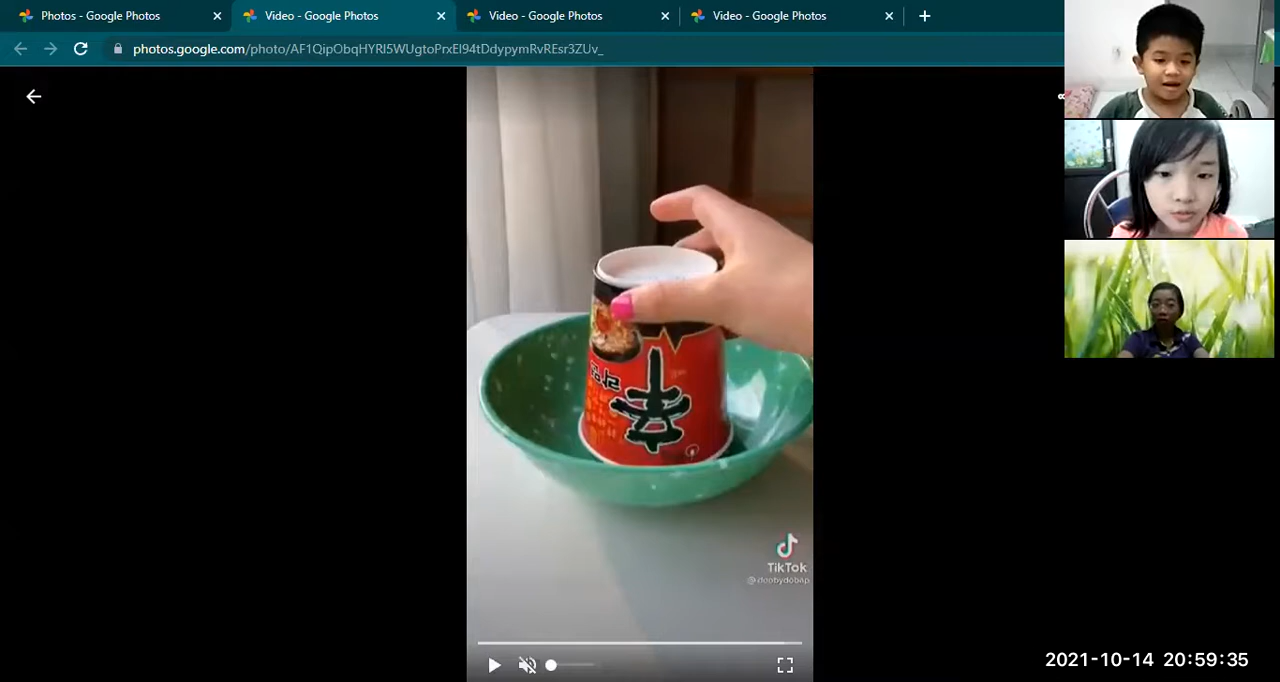 Photos - Google Photos
Video - Google Photos
Video - Google Photos
Video - Google Photos
photos.google.com/photo/AF1QipObqHYRl5WUgtoPrxEl94tDdypymRvREsr3ZUv_
TikTok
2021-10-14 20:59:35